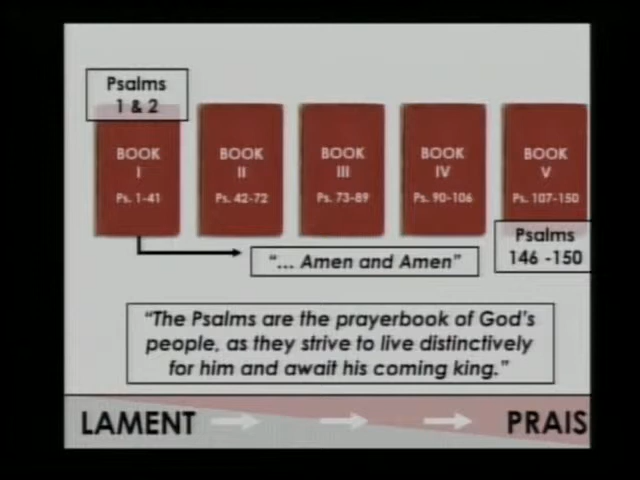 Psalms
1 & 2
BOOK
I
Ps. 1-41
BOOK
II
Ps. 42-72
BOOK
III
Ps. 73-89
BOOK
IV
Ps. 90-106
BOOK
V
Ps. 107-150
Psalms
146 -150
“... Amen and Amen”
“The Psalms are the prayerbook of God’s
people, as they strive to live distinctively
for him and await his coming king.”
LAMENT
PRAIS